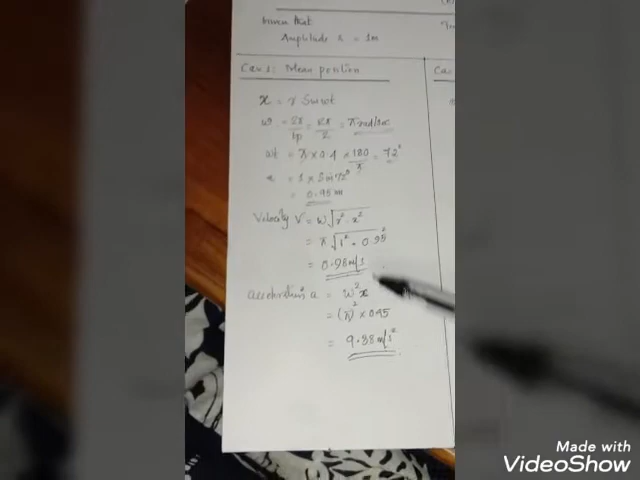 Given that
Amplitude r = 1m
Case 1: Mean position
x = r Sinωt
ω = 2π/tp = 2π/2 = π rad/sec
ωt = π × 0.4 × 180/π = 72°
x = 1 × Sin 72°
= 0.95 m
Velocity V = ω√r² - x²
= π √1² - 0.95²
= 0.98 m/s
acceleration a = ω² x
= (π)² × 0.95
= 9.38 m/s²
Made with
VideoShow